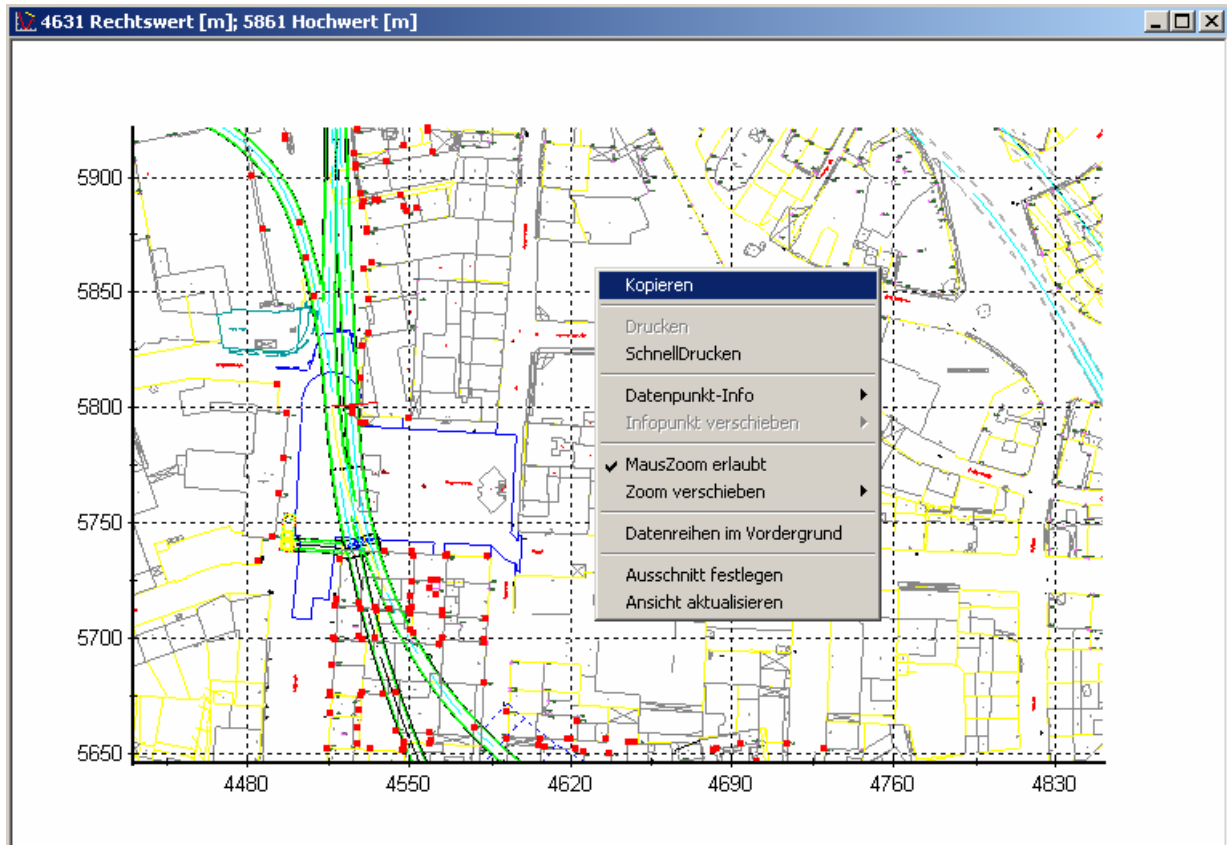 4631 Rechtswert [m]; 5861 Hochwert [m]
5900
5850
5800
5750
5700
5650
4480 4550 4620 4690 4760 4830
Kopieren
Drucken
SchnellDrucken
Datenpunkt-Info
Infopunkt verschieben
MausZoom erlaubt
Zoom verschieben
Datenreihen im Vordergrund
Ausschnitt festlegen
Ansicht aktualisieren